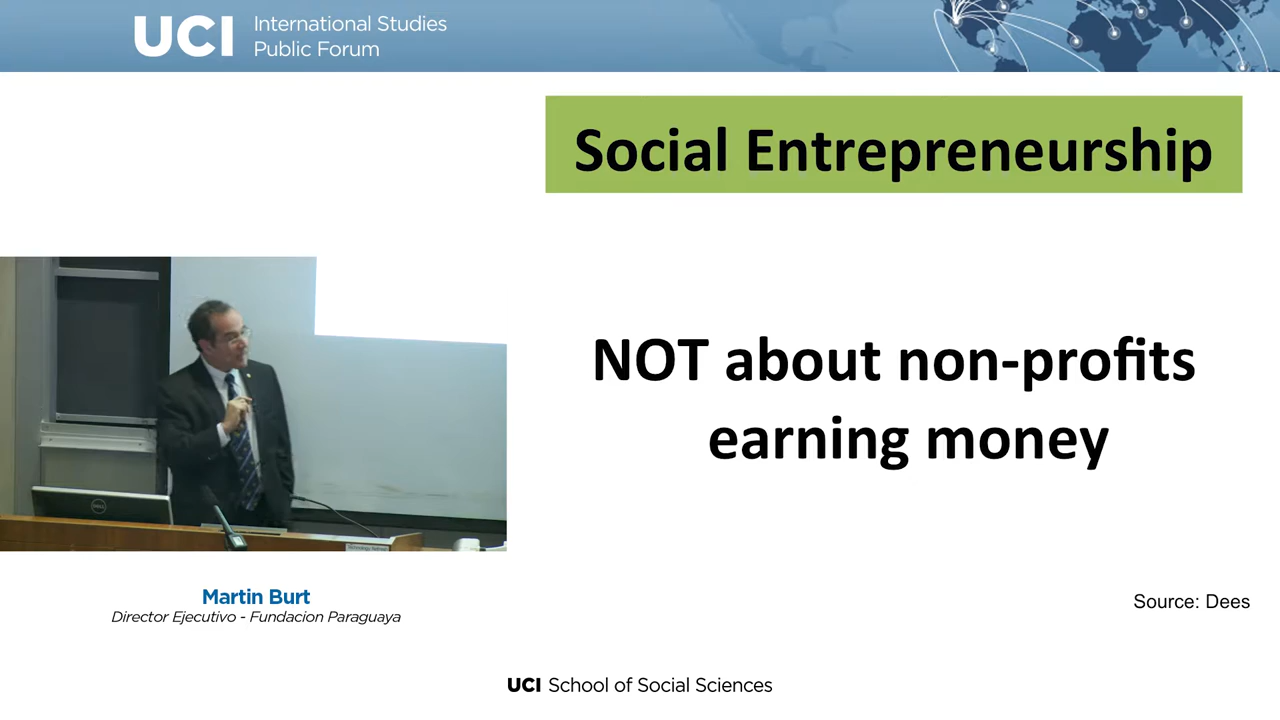 UCI International Studies
Public Forum
Social Entrepreneurship
NOT about non-profits
earning money
DELL
Martin Burt
Director Ejecutivo - Fundacion Paraguaya
Source: Dees
UCI School of Social Sciences